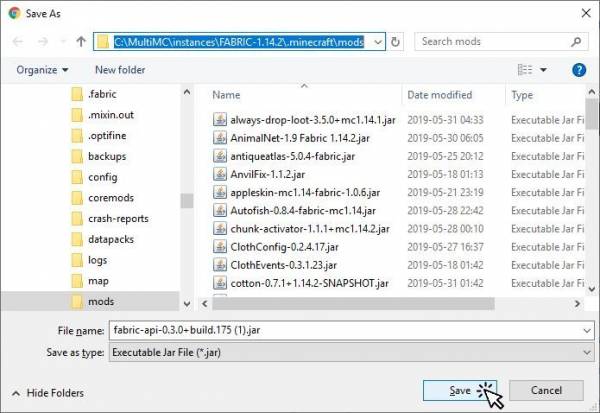 Save As
C:\MultiMC\instances\FABRIC-1.14.2\.minecraft\mods
Search mods
Organize New folder
.fabric
.mixin.out
.optifine
backups
config
coremods
crash-reports
datapacks
logs
map
mods
Name Date modified Type
always-drop-loot-3.5.0+mc1.14.1.jar 2019-05-31 04:33 Executable Jar Fi
AnimalNet-1.9 Fabric 1.14.2.jar 2019-05-30 06:05 Executable Jar Fi
antiqueatlas-5.0.4-fabric.jar 2019-05-25 20:12 Executable Jar Fi
AnvilFix-1.1.2.jar 2019-05-18 01:13 Executable Jar Fi
appleskin-mc1.14-fabric-1.0.6.jar 2019-05-21 23:19 Executable Jar Fi
Autofish-0.8.4-fabric-mc1.14.jar 2019-05-28 22:42 Executable Jar Fi
chunk-activator-1.1.1+mc1.14.2.jar 2019-05-28 00:10 Executable Jar Fi
ClothConfig-0.2.4.17.jar 2019-05-27 16:37 Executable Jar Fi
ClothEvents-0.3.1.23.jar 2019-05-18 01:42 Executable Jar Fi
cotton-0.7.1+1.14.2-SNAPSHOT.jar 2019-05-31 01:42 Executable Jar Fi
File name: fabric-api-0.3.0+build.175 (1).jar
Save as type: Executable Jar File (*.jar)
Hide Folders Save Cancel